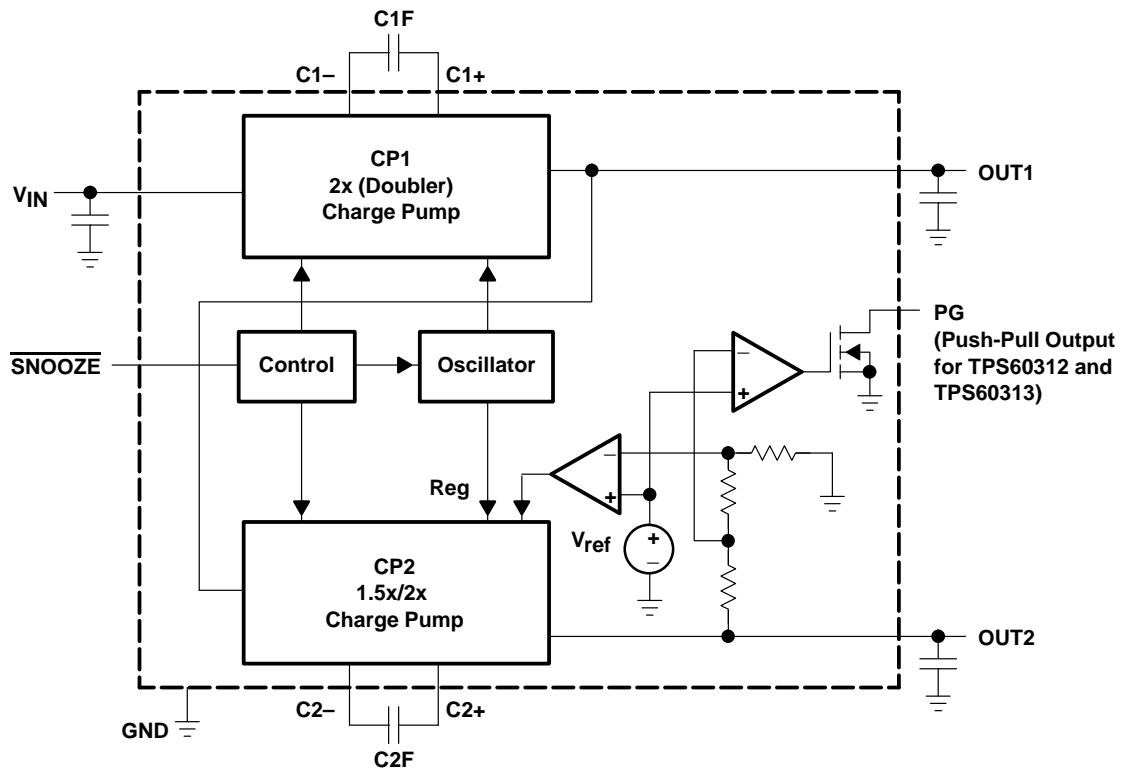 C1F
C1–
C1+
CP1
2x (Doubler)
Charge Pump
OUT1
VIN
PG
(Push-Pull Output
for TPS60312 and
TPS60313)
SNOOZE
Control
Oscillator
–
+
–
+
Reg
Vref
+
–
CP2
1.5x/2x
Charge Pump
OUT2
GND
C2–
C2+
C2F